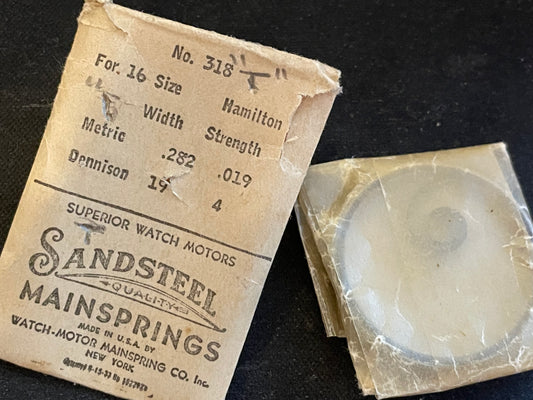 No. 318 "T"
For. 16 Size Hamilton
Width Strength
Metric .282 .019
Dennison 19 4
SUPERIOR WATCH MOTORS
SANDSTEEL
QUALITY
MAINSPRINGS
MADE IN U.S.A. BY
WATCH-MOTOR MAINSPRING CO. Inc.
NEW YORK